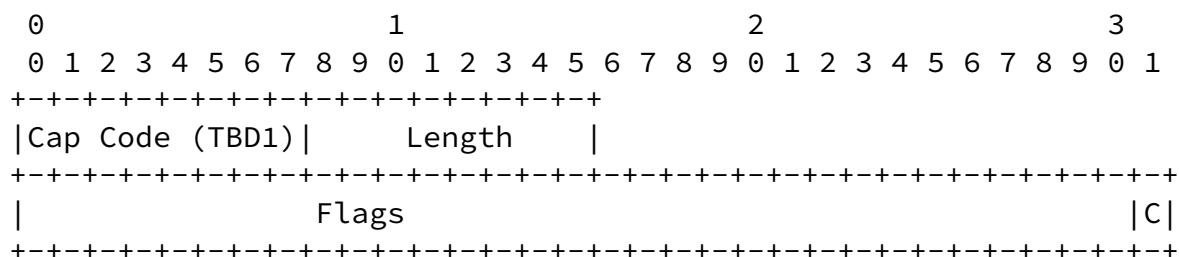 0                   1                   2                   3
 0 1 2 3 4 5 6 7 8 9 0 1 2 3 4 5 6 7 8 9 0 1 2 3 4 5 6 7 8 9 0 1
+-+-+-+-+-+-+-+-+-+-+-+-+-+-+-+-+
|Cap Code (TBD1)|     Length    |
+-+-+-+-+-+-+-+-+-+-+-+-+-+-+-+-+-+-+-+-+-+-+-+-+-+-+-+-+-+-+-+-+
|                Flags                                        |C|
+-+-+-+-+-+-+-+-+-+-+-+-+-+-+-+-+-+-+-+-+-+-+-+-+-+-+-+-+-+-+-+-+